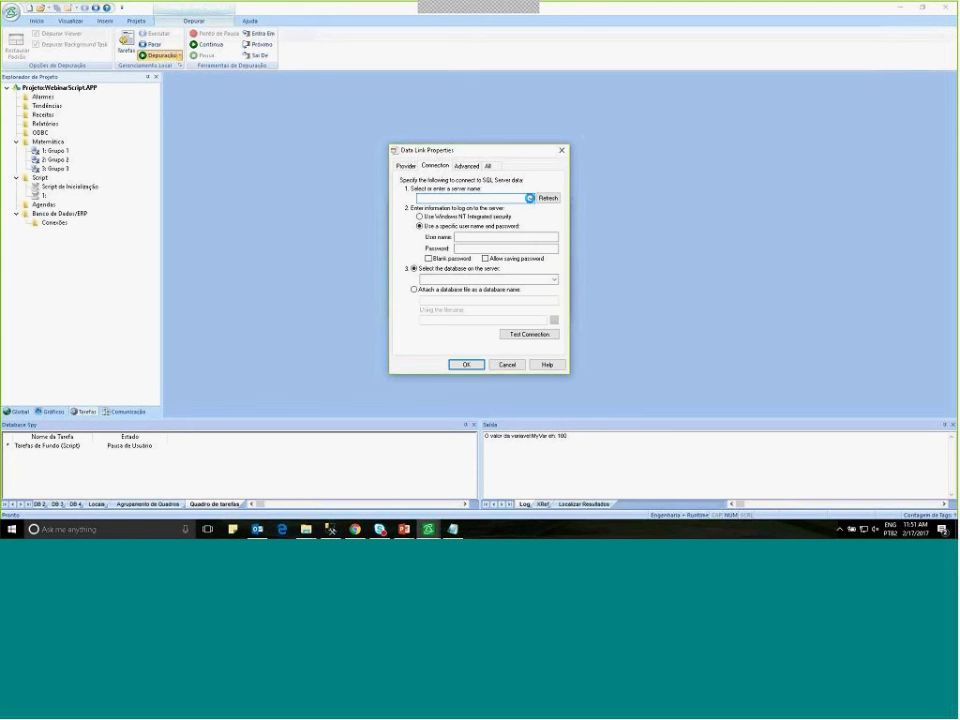 Início Visualizar Inserir Projeto Depurar Ajuda
Restaurar Padrão
Depurar Viewer
Depurar Background Task
Opções de Depuração
Tarefas
Executar
Parar
Depuração
Gerenciamento Local
Ponto de Pausa
Continua
Pausa
Entra Em
Próximo
Sai De
Ferramentas de Depuração
Explorador de Projeto
Projeto:WebinarScript.APP
Alarmes
Tendências
Receitas
Relatórios
ODBC
Matemática
1: Grupo 1
2: Grupo 2
3: Grupo 3
Script
Script de Inicialização
1:
Agendas
Banco de Dados/ERP
Conexões
Global Gráficos Tarefas Comunicação
Data Link Properties
Provider Connection Advanced All
Specify the following to connect to SQL Server data:
1. Select or enter a server name:
Refresh
2. Enter information to log on to the server:
Use Windows NT Integrated security
Use a specific user name and password:
User name:
Password:
Blank password Allow saving password
3. Select the database on the server:
Attach a database file as a database name:
Using the filename:
Test Connection
OK Cancel Help
Database Spy
Nome da Tarefa Estado
Tarefas de Fundo (Script) Pausa de Usuário
DB 2 DB 3 DB 4 Locais Agrupamento de Quadros Quadro de tarefas
Saída
O valor da variavel MyVar eh: 100
Log XRef Localizar Resultados
Pronto
Engenharia + Runtime CAP NUM SCRL Contagem de Tags: 1
Ask me anything
ENG 11:51 AM
PTB2 2/17/2017